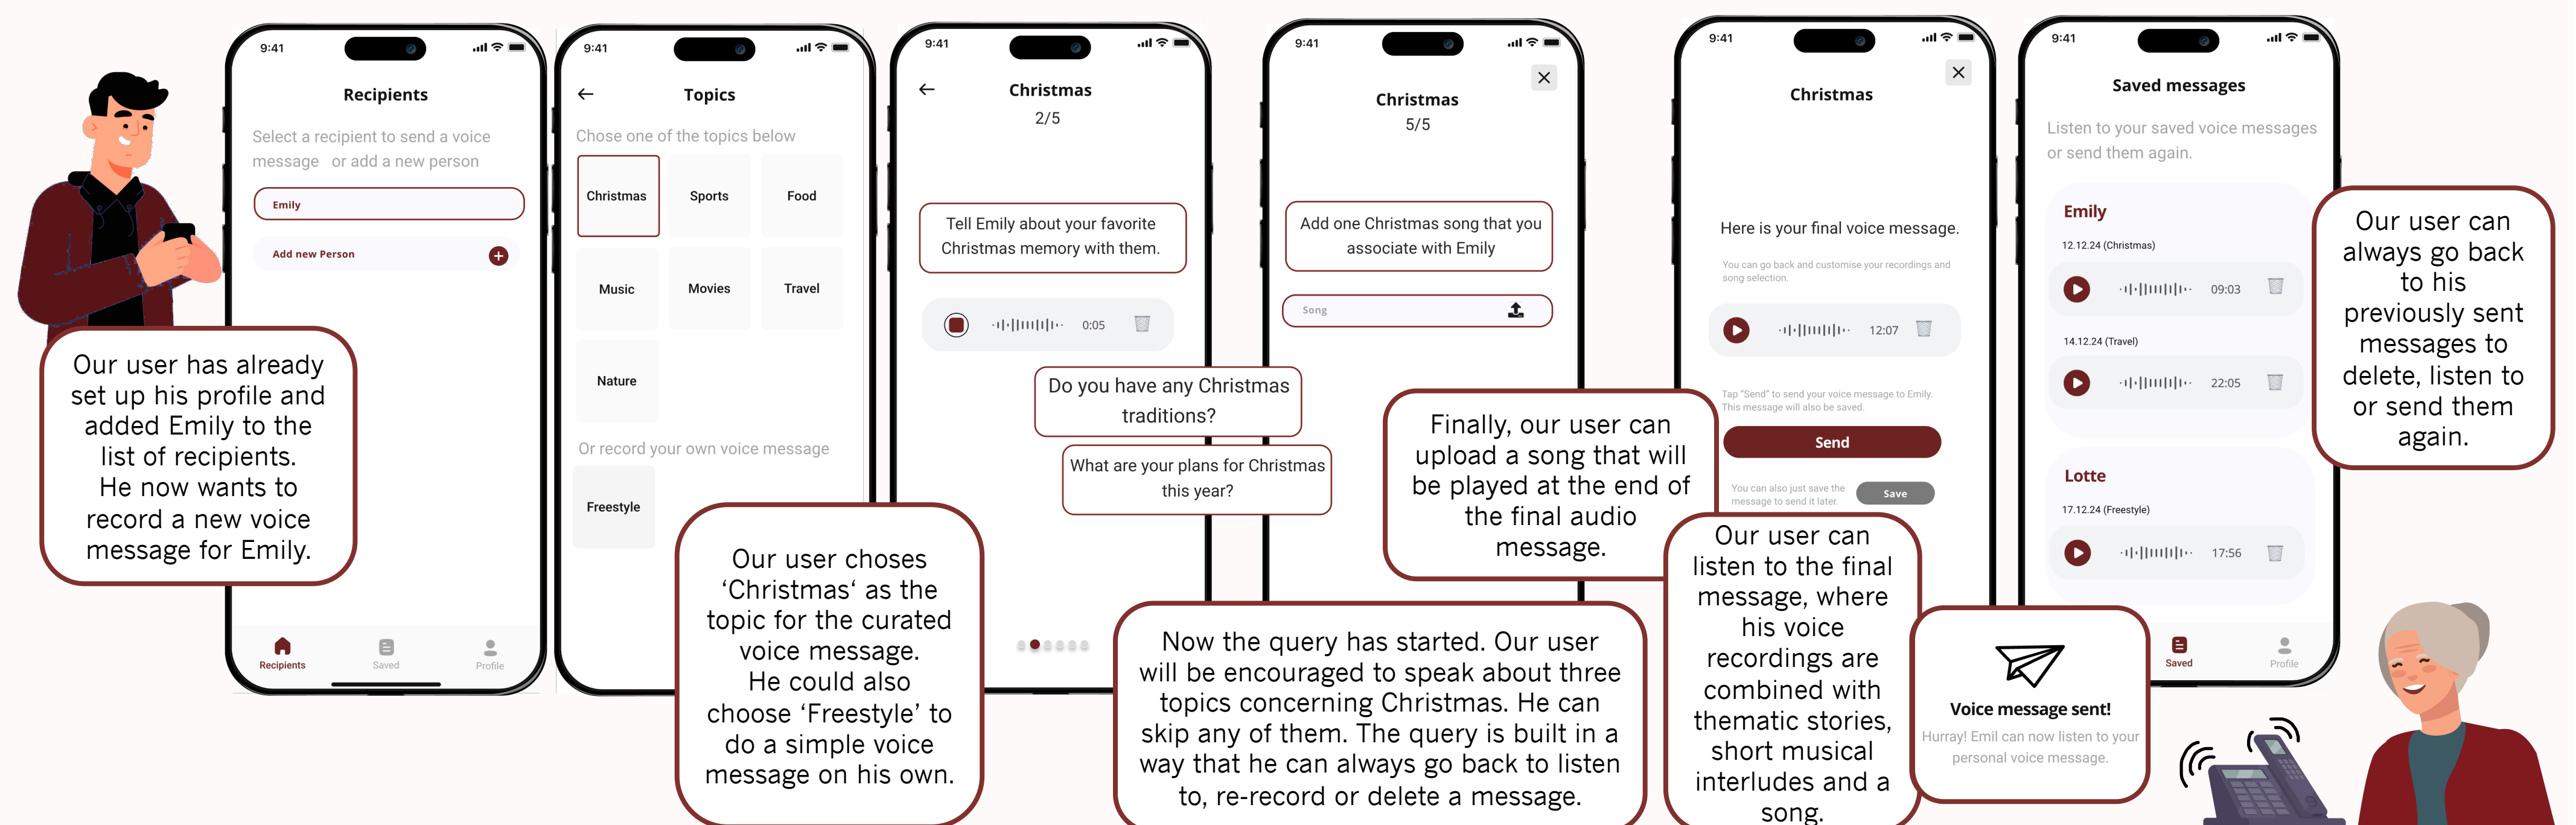 9:41
Recipients
Select a recipient to send a voice
message or add a new person
Emily
Add new Person
Recipients
Saved
Profile
Our user has already
set up his profile and
added Emily to the
list of recipients.
He now wants to
record a new voice
message for Emily.
9:41
Topics
Chose one of the topics below
Christmas
Sports
Food
Music
Movies
Travel
Nature
Or record your own voice message
Freestyle
Our user choses
‘Christmas‘ as the
topic for the curated
voice message.
He could also
choose ‘Freestyle’ to
do a simple voice
message on his own.
9:41
Christmas
2/5
Tell Emily about your favorite
Christmas memory with them.
0:05
Do you have any Christmas
traditions?
What are your plans for Christmas
this year?
Now the query has started. Our user
will be encouraged to speak about three
topics concerning Christmas. He can
skip any of them. The query is built in a
way that he can always go back to listen
to, re-record or delete a message.
9:41
Christmas
5/5
Add one Christmas song that you
associate with Emily
Song
Finally, our user can
upload a song that will
be played at the end of
the final audio
message.
9:41
Christmas
Here is your final voice message.
You can go back and customise your recordings and
song selection.
12:07
Tap “Send” to send your voice message to Emily.
This message will also be saved.
Send
You can also just save the
message to send it later.
Save
Our user can
listen to the final
message, where
his voice
recordings are
combined with
thematic stories,
short musical
interludes and a
song.
Voice message sent!
Hurray! Emil can now listen to your
personal voice message.
9:41
Saved messages
Listen to your saved voice messages
or send them again.
Emily
12.12.24 (Christmas)
09:03
14.12.24 (Travel)
22:05
Lotte
17.12.24 (Freestyle)
17:56
Saved
Profile
Our user can
always go back
to his
previously sent
messages to
delete, listen to
or send them
again.